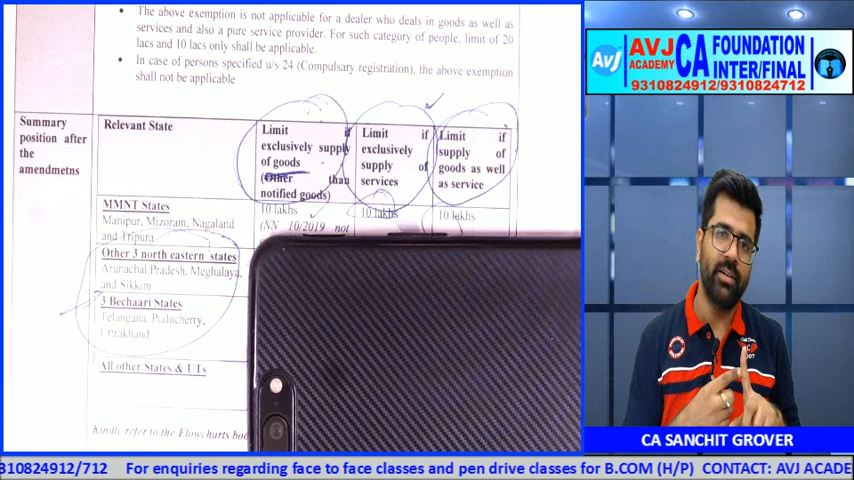 • The above exemption is not applicable for a dealer who deals in goods as well as
services and also a pure service provider. For such category of people, limit of 20
lacs and 10 lacs only shall be applicable.
• In case of persons specified u/s 24 (Compulsary registration), the above exemption
shall not be applicable
Summary
position after
the
amendmetns
Relevant State
Limit if
exclusively supply
of goods
(Other than
notified goods)
Limit if
exclusively
supply of
services
Limit if
supply of
goods as well
as service
MMNT States
Manipur, Mizoram, Nagaland
and Tripura
10 lakhs
(NN 10/2019 not
10 lakhs
10 lakhs
Other 3 north eastern states
Arunachal Pradesh, Meghalaya,
and Sikkim
3 Bechaari States
Telangana, Puducherry,
Uttrakhand
All other States & UTs
Kindly refer to the Flowcharts
AVJ
AVJ
ACADEMY
CA
FOUNDATION
INTER/FINAL
9310824912/9310824712
CA SANCHIT GROVER
310824912/712 For enquiries regarding face to face classes and pen drive classes for B.COM (H/P) CONTACT: AVJ ACADE